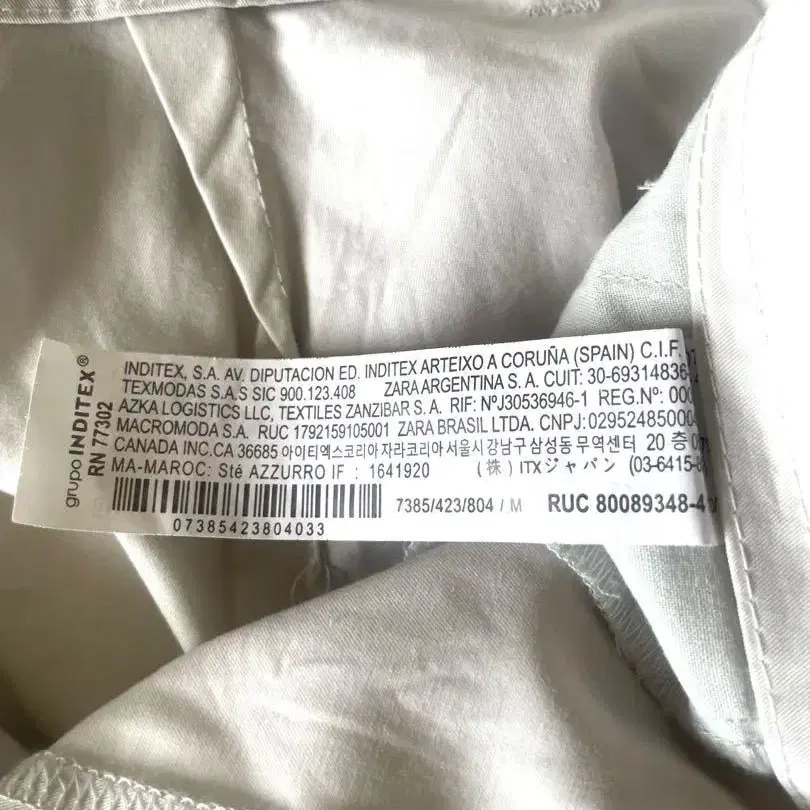 grupo INDITEX®
RN 77302
INDITEX, S.A. AV. DIPUTACION ED. INDITEX ARTEIXO A CORUÑA (SPAIN) C.I.F.
TEXMODAS S.A.S SIC 900.123.408 ZARA ARGENTINA S. A. CUIT: 30-69314836
AZKA LOGISTICS LLC, TEXTILES ZANZIBAR S. A. RIF: NºJ30536946-1 REG.Nº: 000
MACROMODA S.A. RUC 1792159105001 ZARA BRASIL LTDA. CNPJ:02952485000
CANADA INC.CA 36685 아이티엑스코리아 자라코리아 서울시 강남구 삼성동 무역센터 20 층
MA-MAROC: Sté AZZURRO IF : 1641920 (株) ITXジャパン (03-6415-
7385/423/804 / M RUC 80089348-4
07385423804033